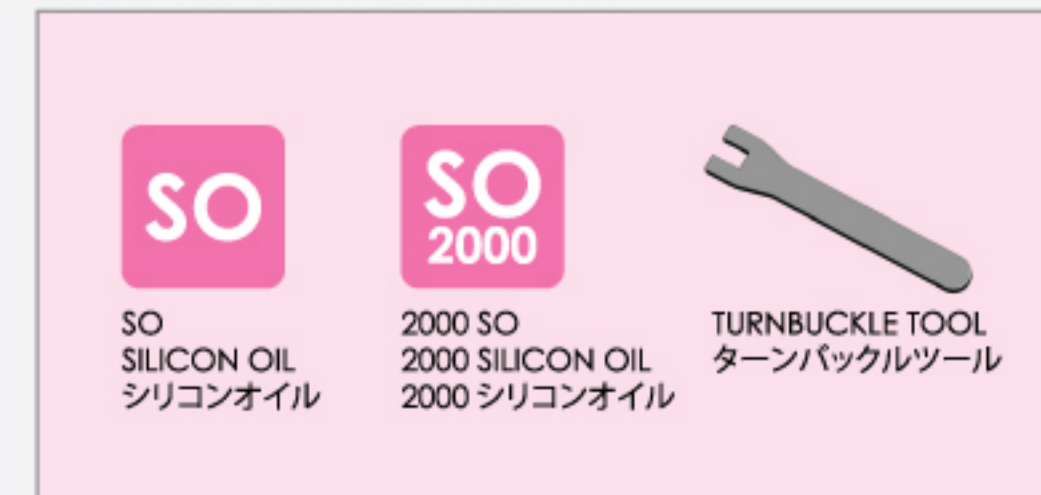 SO
SO
2000
SO
SILICON OIL
シリコンオイル
2000 SO
2000 SILICON OIL
2000 シリコンオイル
TURNBUCKLE TOOL
ターンバックルツール